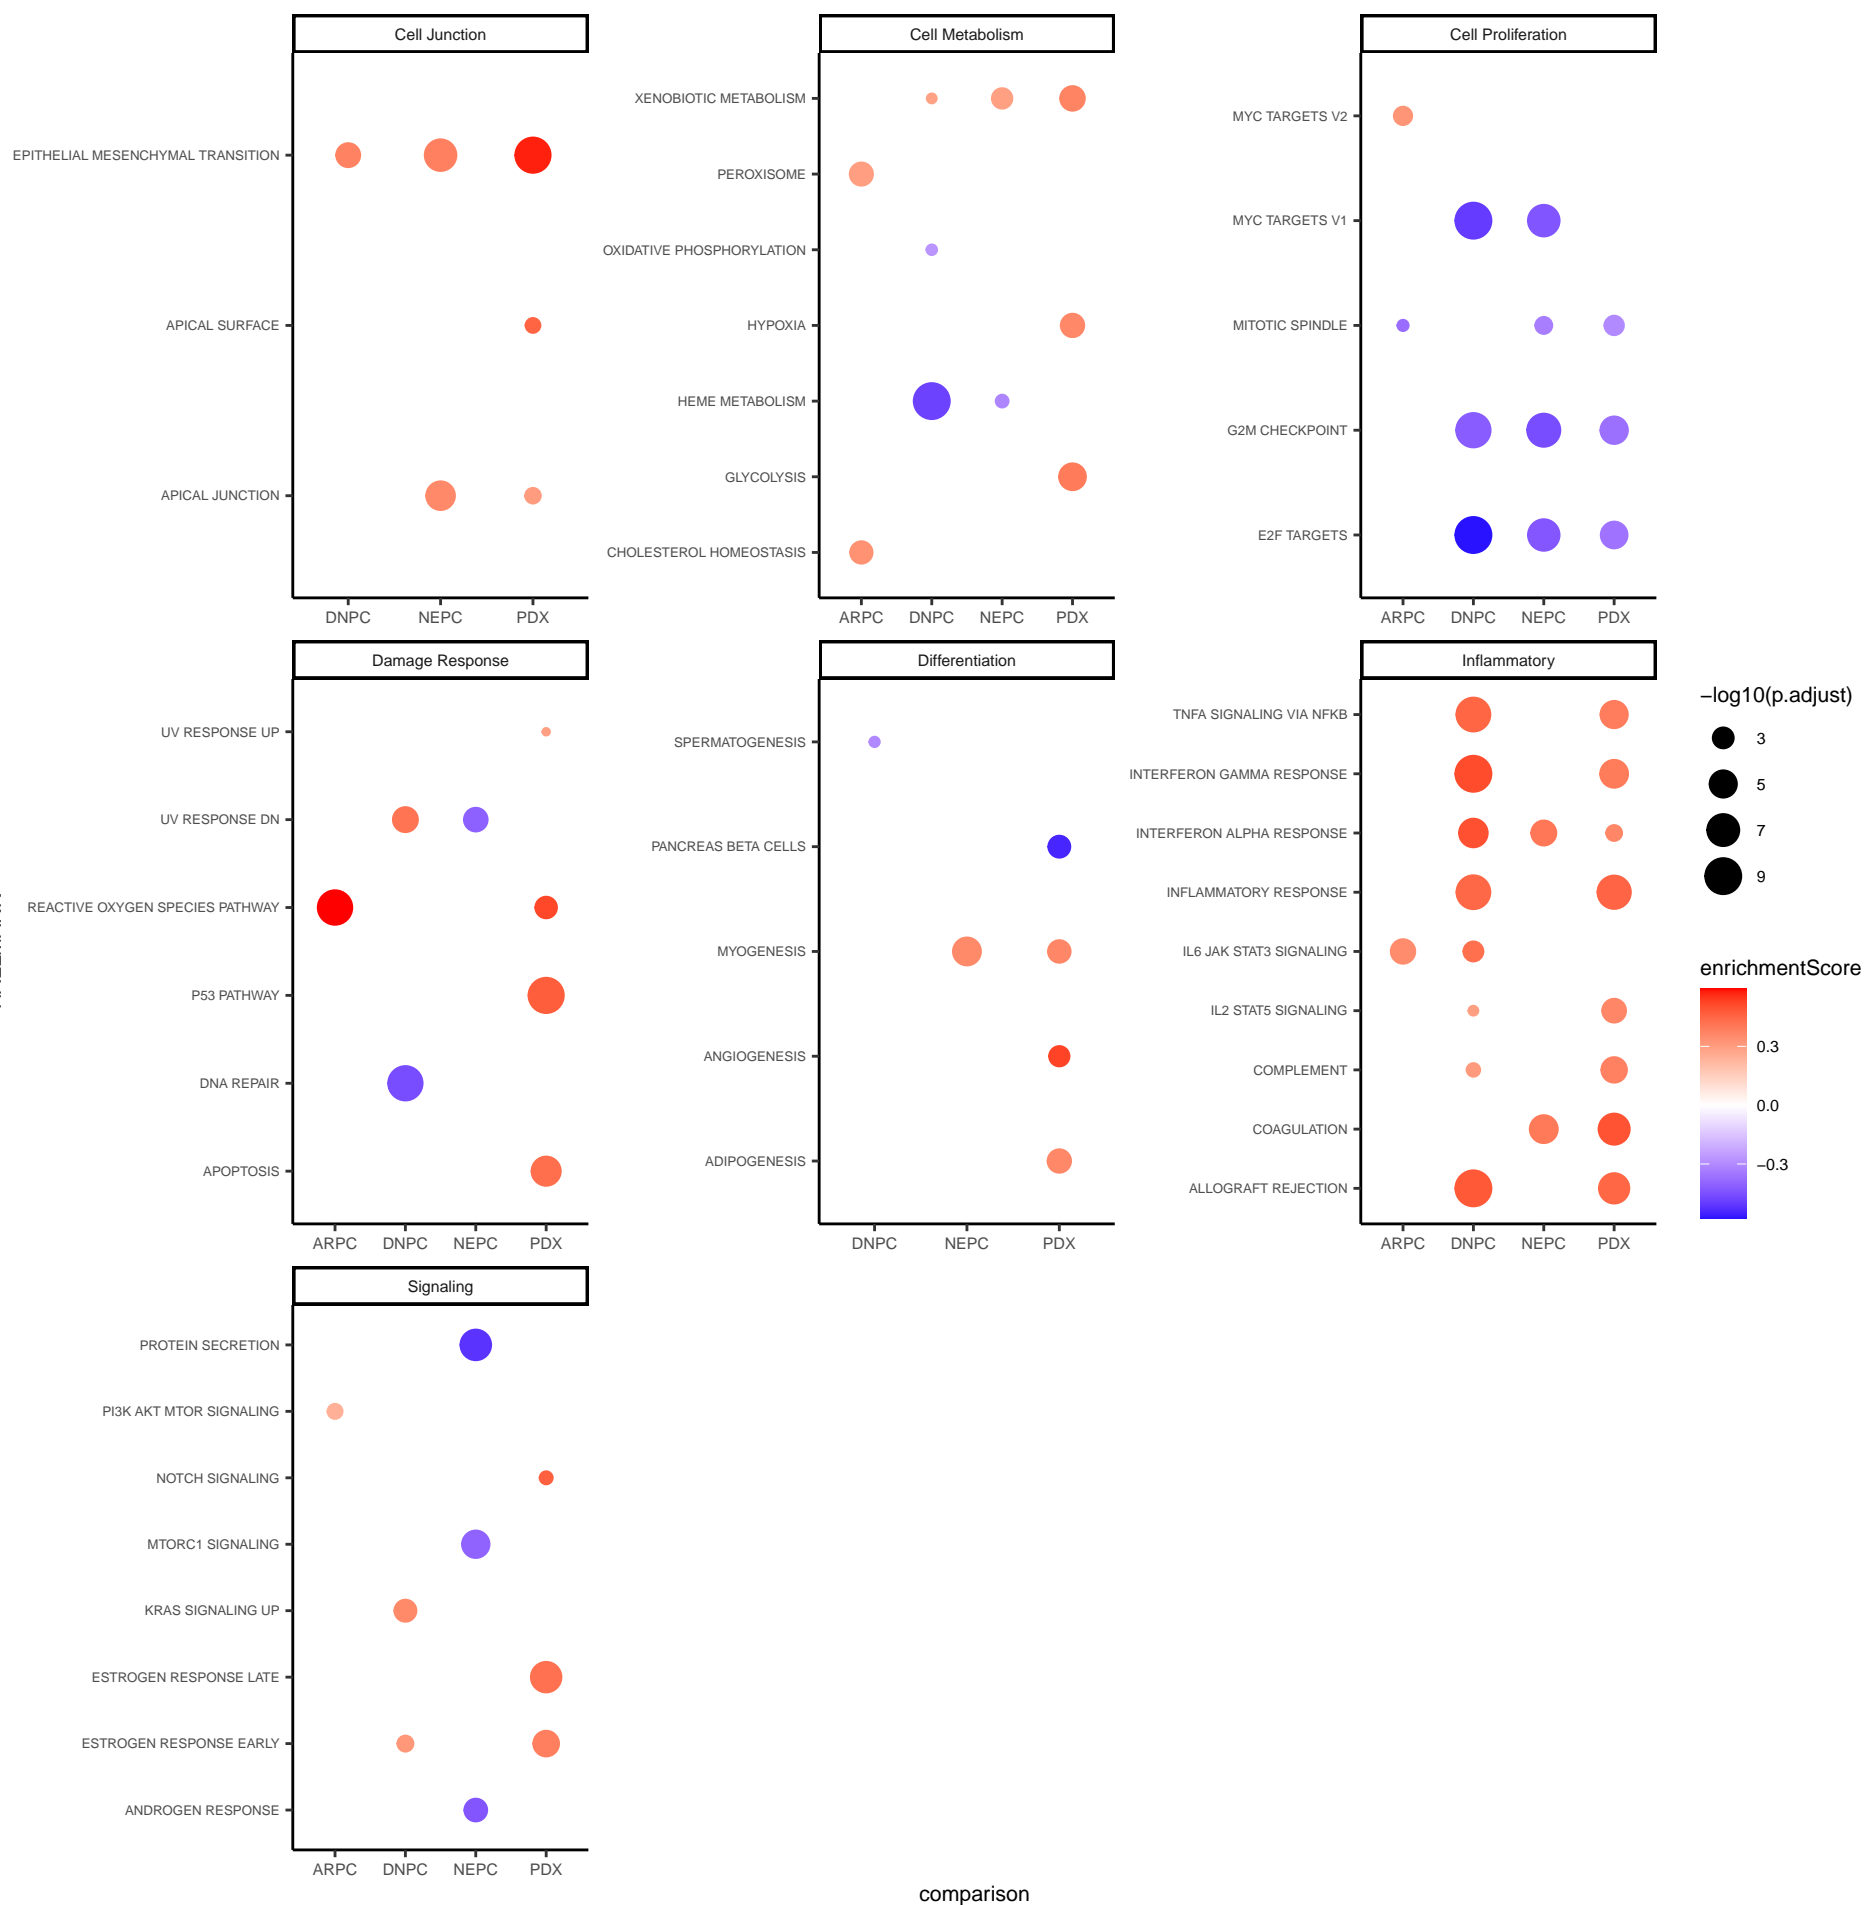 Cell Junction
EPITHELIAL MESENCHYMAL TRANSITION
APICAL SURFACE
APICAL JUNCTION
DNPC NEPC PDX
Cell Metabolism
XENOBIOTIC METABOLISM
PEROXISOME
OXIDATIVE PHOSPHORYLATION
HYPOXIA
HEME METABOLISM
GLYCOLYSIS
CHOLESTEROL HOMEOSTASIS
ARPC DNPC NEPC PDX
Cell Proliferation
MYC TARGETS V2
MYC TARGETS V1
MITOTIC SPINDLE
G2M CHECKPOINT
E2F TARGETS
ARPC DNPC NEPC PDX
Damage Response
UV RESPONSE UP
UV RESPONSE DN
REACTIVE OXYGEN SPECIES PATHWAY
P53 PATHWAY
DNA REPAIR
APOPTOSIS
ARPC DNPC NEPC PDX
Differentiation
SPERMATOGENESIS
PANCREAS BETA CELLS
MYOGENESIS
ANGIOGENESIS
ADIPOGENESIS
DNPC NEPC PDX
Inflammatory
TNFA SIGNALING VIA NFKB
INTERFERON GAMMA RESPONSE
INTERFERON ALPHA RESPONSE
INFLAMMATORY RESPONSE
IL6 JAK STAT3 SIGNALING
IL2 STAT5 SIGNALING
COMPLEMENT
COAGULATION
ALLOGRAFT REJECTION
ARPC DNPC NEPC PDX
−log10(p.adjust)
3
5
7
9
enrichmentScore
0.3
0.0
−0.3
Signaling
PROTEIN SECRETION
PI3K AKT MTOR SIGNALING
NOTCH SIGNALING
MTORC1 SIGNALING
KRAS SIGNALING UP
ESTROGEN RESPONSE LATE
ESTROGEN RESPONSE EARLY
ANDROGEN RESPONSE
ARPC DNPC NEPC PDX
comparison